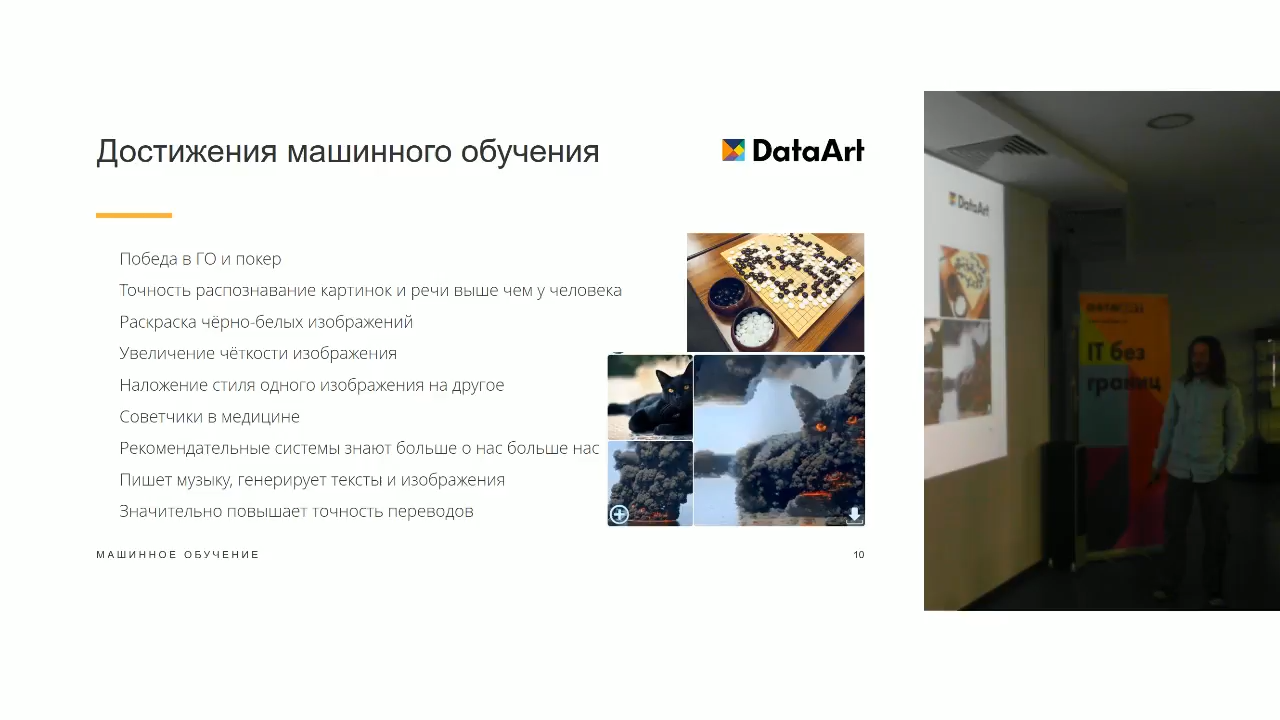 Достижения машинного обучения
DataArt
Победа в ГО и покер
Точность распознавание картинок и речи выше чем у человека
Раскраска чёрно-белых изображений
Увеличение чёткости изображения
Наложение стиля одного изображения на другое
Советчики в медицине
Рекомендательные системы знают больше о нас больше нас
Пишет музыку, генерирует тексты и изображения
Значительно повышает точность переводов
МАШИННОЕ ОБУЧЕНИЕ
10
DataArt
IT без
границ